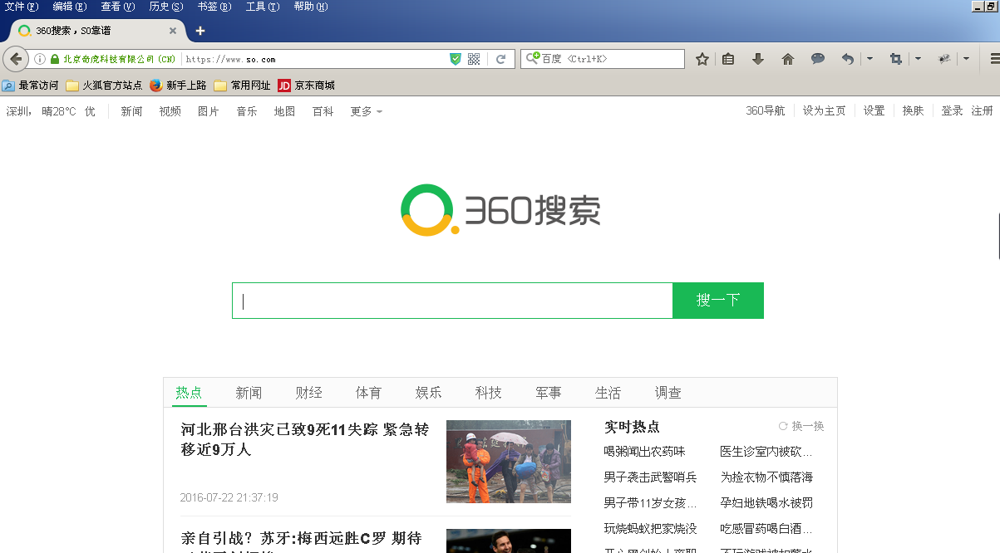 文件(F) 编辑(E) 查看(V) 历史(S) 书签(B) 工具(T) 帮助(H)
360搜索，SO靠谱
北京奇虎科技有限公司 (CN) https://www.so.com 百度 <Ctrl+K>
最常访问 火狐官方站点 新手上路 常用网址 JD 京东商城
深圳， 晴28℃ 优 新闻 视频 图片 音乐 地图 百科 更多 360导航 设为主页 设置 换肤 登录 注册
360搜索
搜一下
热点 新闻 财经 体育 娱乐 科技 军事 生活 调查
河北邢台洪灾已致9死11失踪 紧急转
移近9万人
2016-07-22 21:37:19
亲自引战？苏牙:梅西远胜C罗 期待
实时热点 换一换
喝粥闻出农药味 医生诊室内被砍...
男子袭击武警哨兵 为捡衣物不慎落海
男子带11岁女孩... 孕妇地铁喝水被罚
玩烧蚂蚁把家烧没 吃感冒药喝白酒...